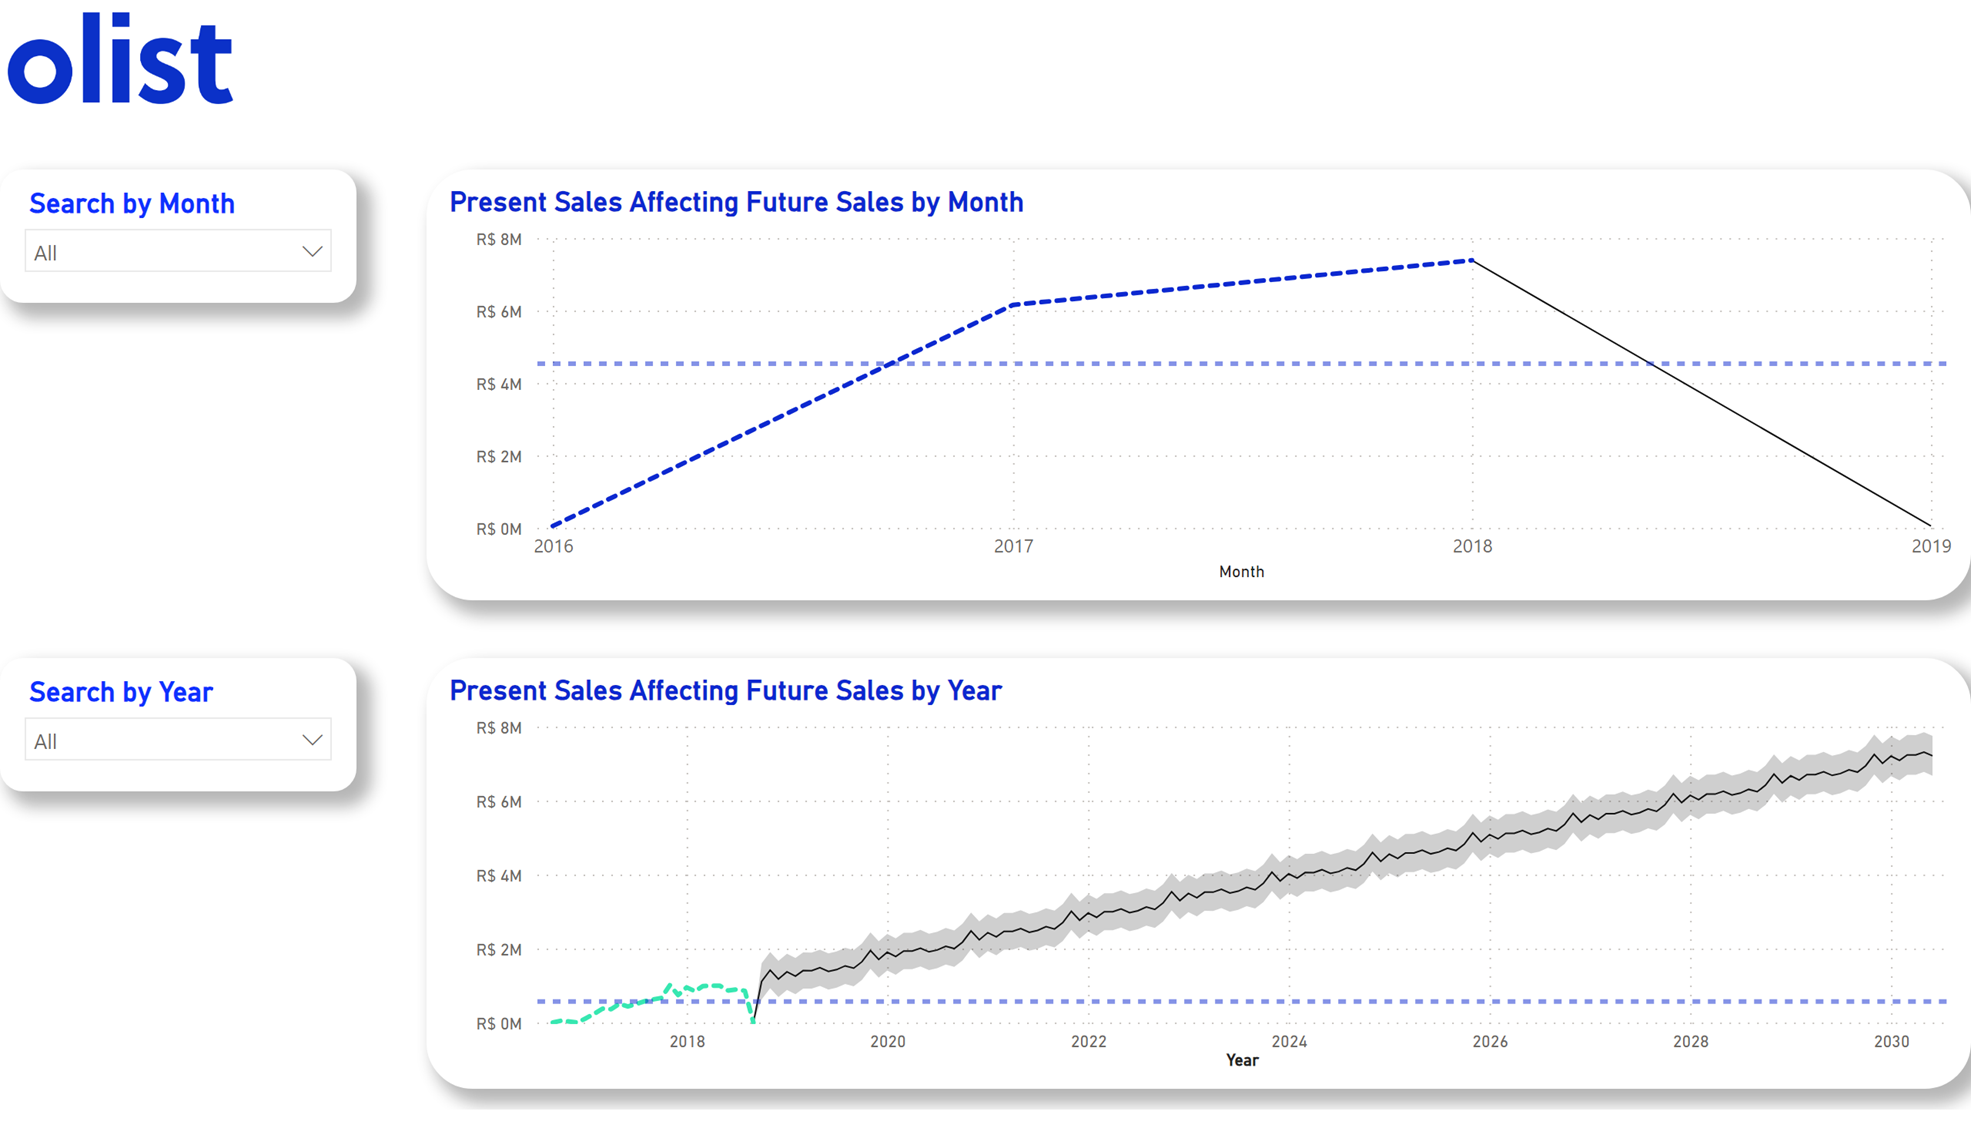 olist
Search by Month
All
Present Sales Affecting Future Sales by Month
R$ 8M
R$ 6M
R$ 4M
R$ 2M
R$ 0M
2016 2017 2018 2019
Month
Search by Year
All
Present Sales Affecting Future Sales by Year
R$ 8M
R$ 6M
R$ 4M
R$ 2M
R$ 0M
2018 2020 2022 2024 2026 2028 2030
Year